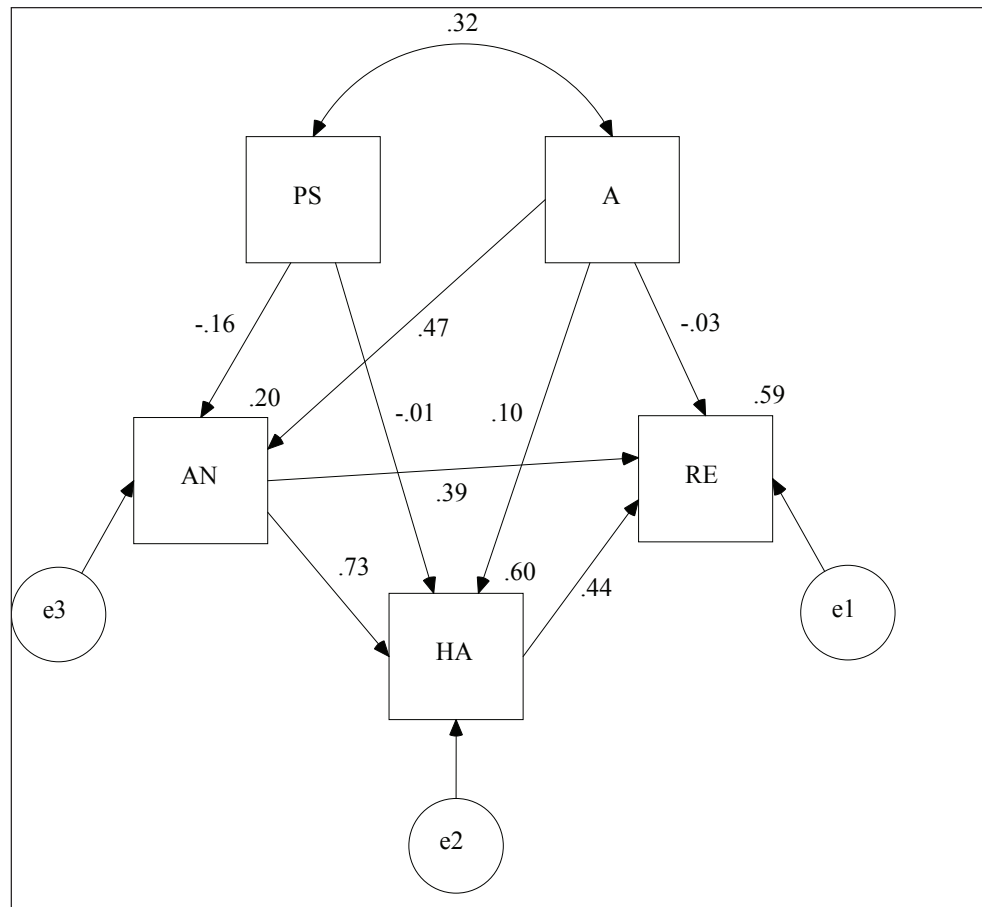 .32
PS
A
-.16
.47
-.03
.20
-.01
.10
.59
AN
RE
.39
.73
.60
.44
e3
HA
e1
e2